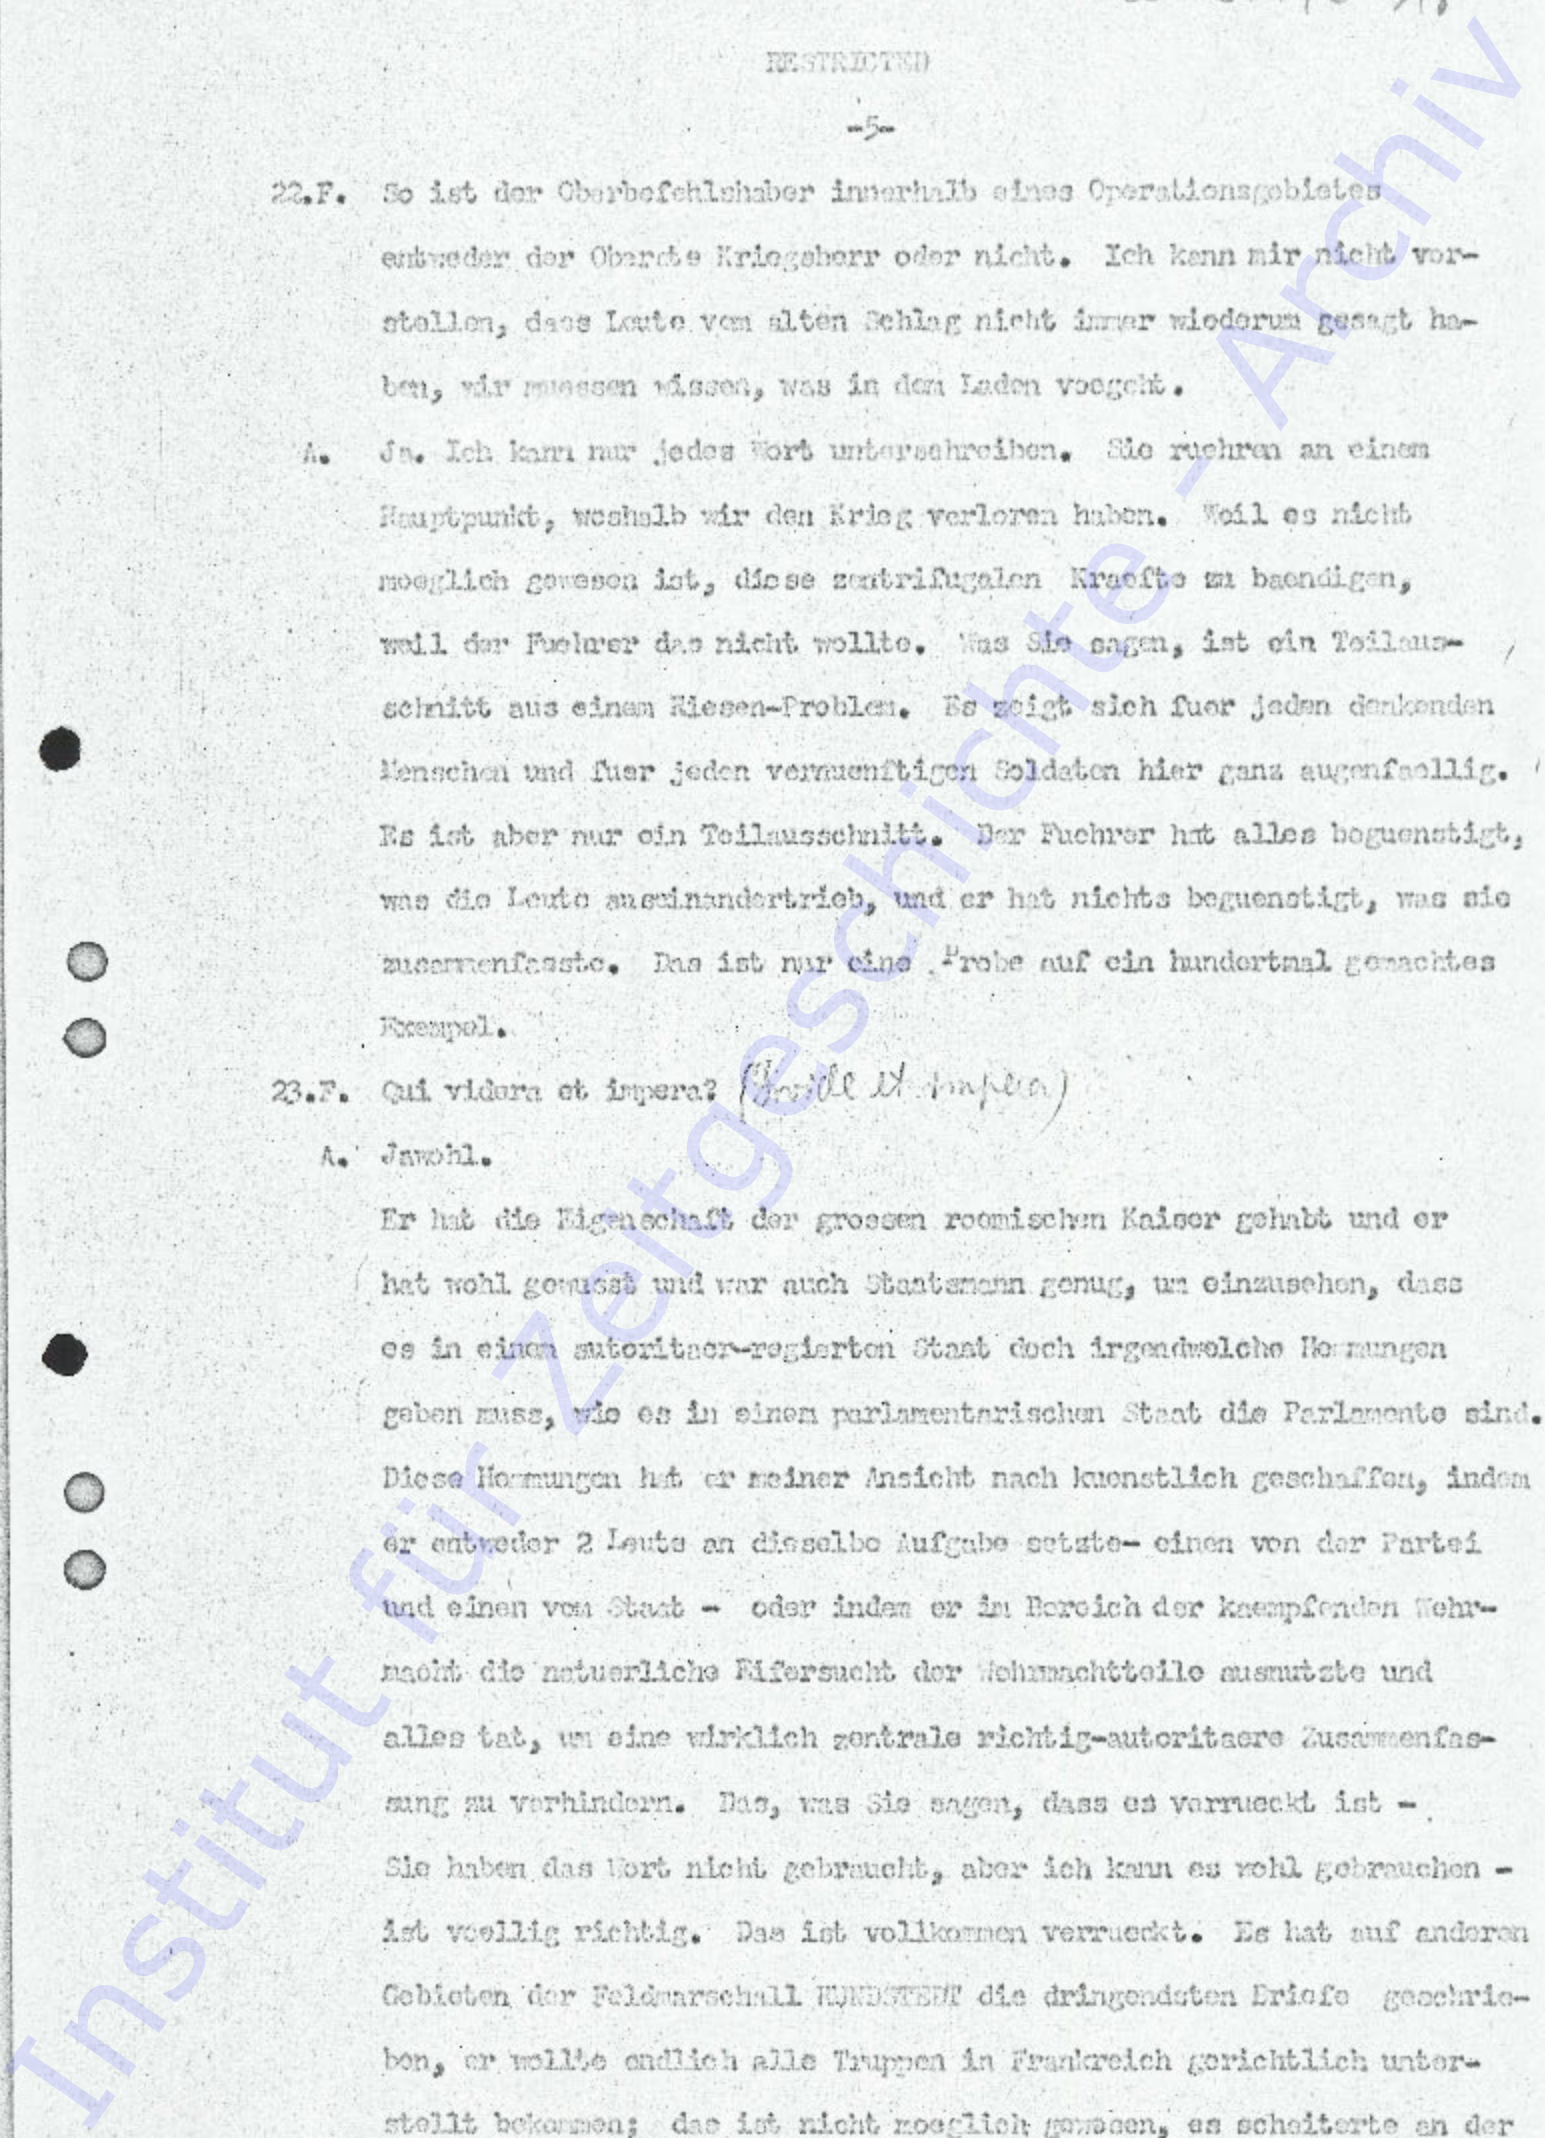 RESTRICTED
-5-
22.F. So ist der Oberbefehlshaber innerhalb eines Operationsgebietes
entweder der Oberste Kriegsherr oder nicht. Ich kann mir nicht vor-
stellen, dass Leute vom alten Schlag nicht immer wiederum gesagt ha-
ben, wir muessen wissen, was in dem Laden voegeht.
A. Ja. Ich kann nur jedes Wort unterschreiben. Sie ruehren an einem
Hauptpunkt, weshalb wir den Krieg verloren haben. Weil es nicht
moeglich gewesen ist, diese zentrifugalen Kraefte zu baendigen,
weil der Fuehrer das nicht wollte. Was Sie sagen, ist ein Teilaus-
schnitt aus einem Riesen-Problem. Es zeigt sich fuer jeden denkenden
Menschen und fuer jeden vernuenftigen Soldaten hier ganz augenfaellig.
Es ist aber nur ein Teilausschnitt. Der Fuehrer hat alles beguenstigt,
was die Leute auseinandertrieb, und er hat nichts beguenstigt, was sie
zusammenfasste. Das ist nur eine Probe auf ein hundertmal gemachtes
Exempel.
23.F. Qui videra et impera? (Divide et impera)
A. Jawohl.
Er hat die Eigenschaft der grossen roemischen Kaiser gehabt und er
hat wohl gewusst und war auch Staatsmann genug, um einzusehen, dass
es in einem autoritaer-regierten Staat doch irgendwelche Hemmungen
geben muss, wie es in einem parlamentarischen Staat die Parlamente sind.
Diese Hemmungen hat er meiner Ansicht nach kuenstlich geschaffen, indem
er entweder 2 Leute an dieselbe Aufgabe setzte- einen von der Partei
und einen vom Staat - oder indem er im Bereich der kaempfenden Wehr-
macht die natuerliche Eifersucht der Wehrmachtteile ausnutzte und
alles tat, um eine wirklich zentrale richtig-autoritaere Zusammenfas-
sung zu verhindern. Das, was Sie sagen, dass es verrueckt ist -
Sie haben das Wort nicht gebraucht, aber ich kann es wohl gebrauchen -
ist voellig richtig. Das ist vollkommen verrueckt. Es hat auf anderen
Gebieten der Feldmarschall RUNDSTEDT die dringendsten Briefe geschrie-
ben, er wollte endlich alle Truppen in Frankreich gerichtlich unter-
stellt bekommen; das ist nicht moeglich gewesen, es scheiterte an der
Institut für Zeitgeschichte - Archiv